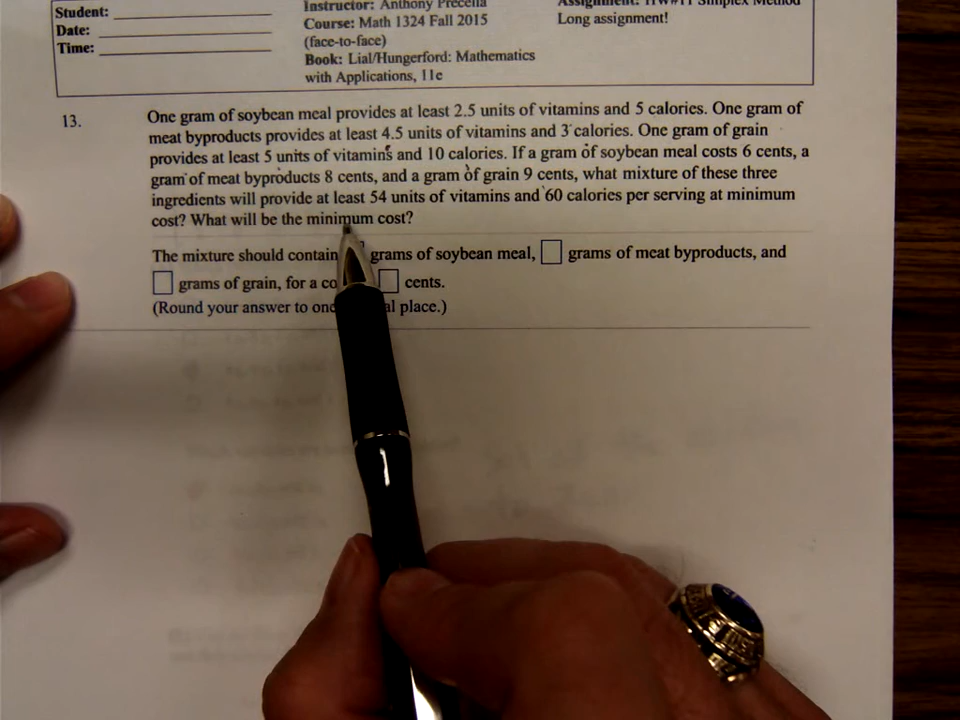 Student:
Instructor: Anthony Precella
Assignment: HW#11 Simplex Method
Date:
Course: Math 1324 Fall 2015
Long assignment!
Time:
(face-to-face)
Book: Lial/Hungerford: Mathematics
with Applications, 11e
13.
One gram of soybean meal provides at least 2.5 units of vitamins and 5 calories. One gram of
meat byproducts provides at least 4.5 units of vitamins and 3 calories. One gram of grain
provides at least 5 units of vitamins and 10 calories. If a gram of soybean meal costs 6 cents, a
gram of meat byproducts 8 cents, and a gram of grain 9 cents, what mixture of these three
ingredients will provide at least 54 units of vitamins and 60 calories per serving at minimum
cost? What will be the minimum cost?
The mixture should contain grams of soybean meal, grams of meat byproducts, and
grams of grain, for a cents.
(Round your answer to place.)